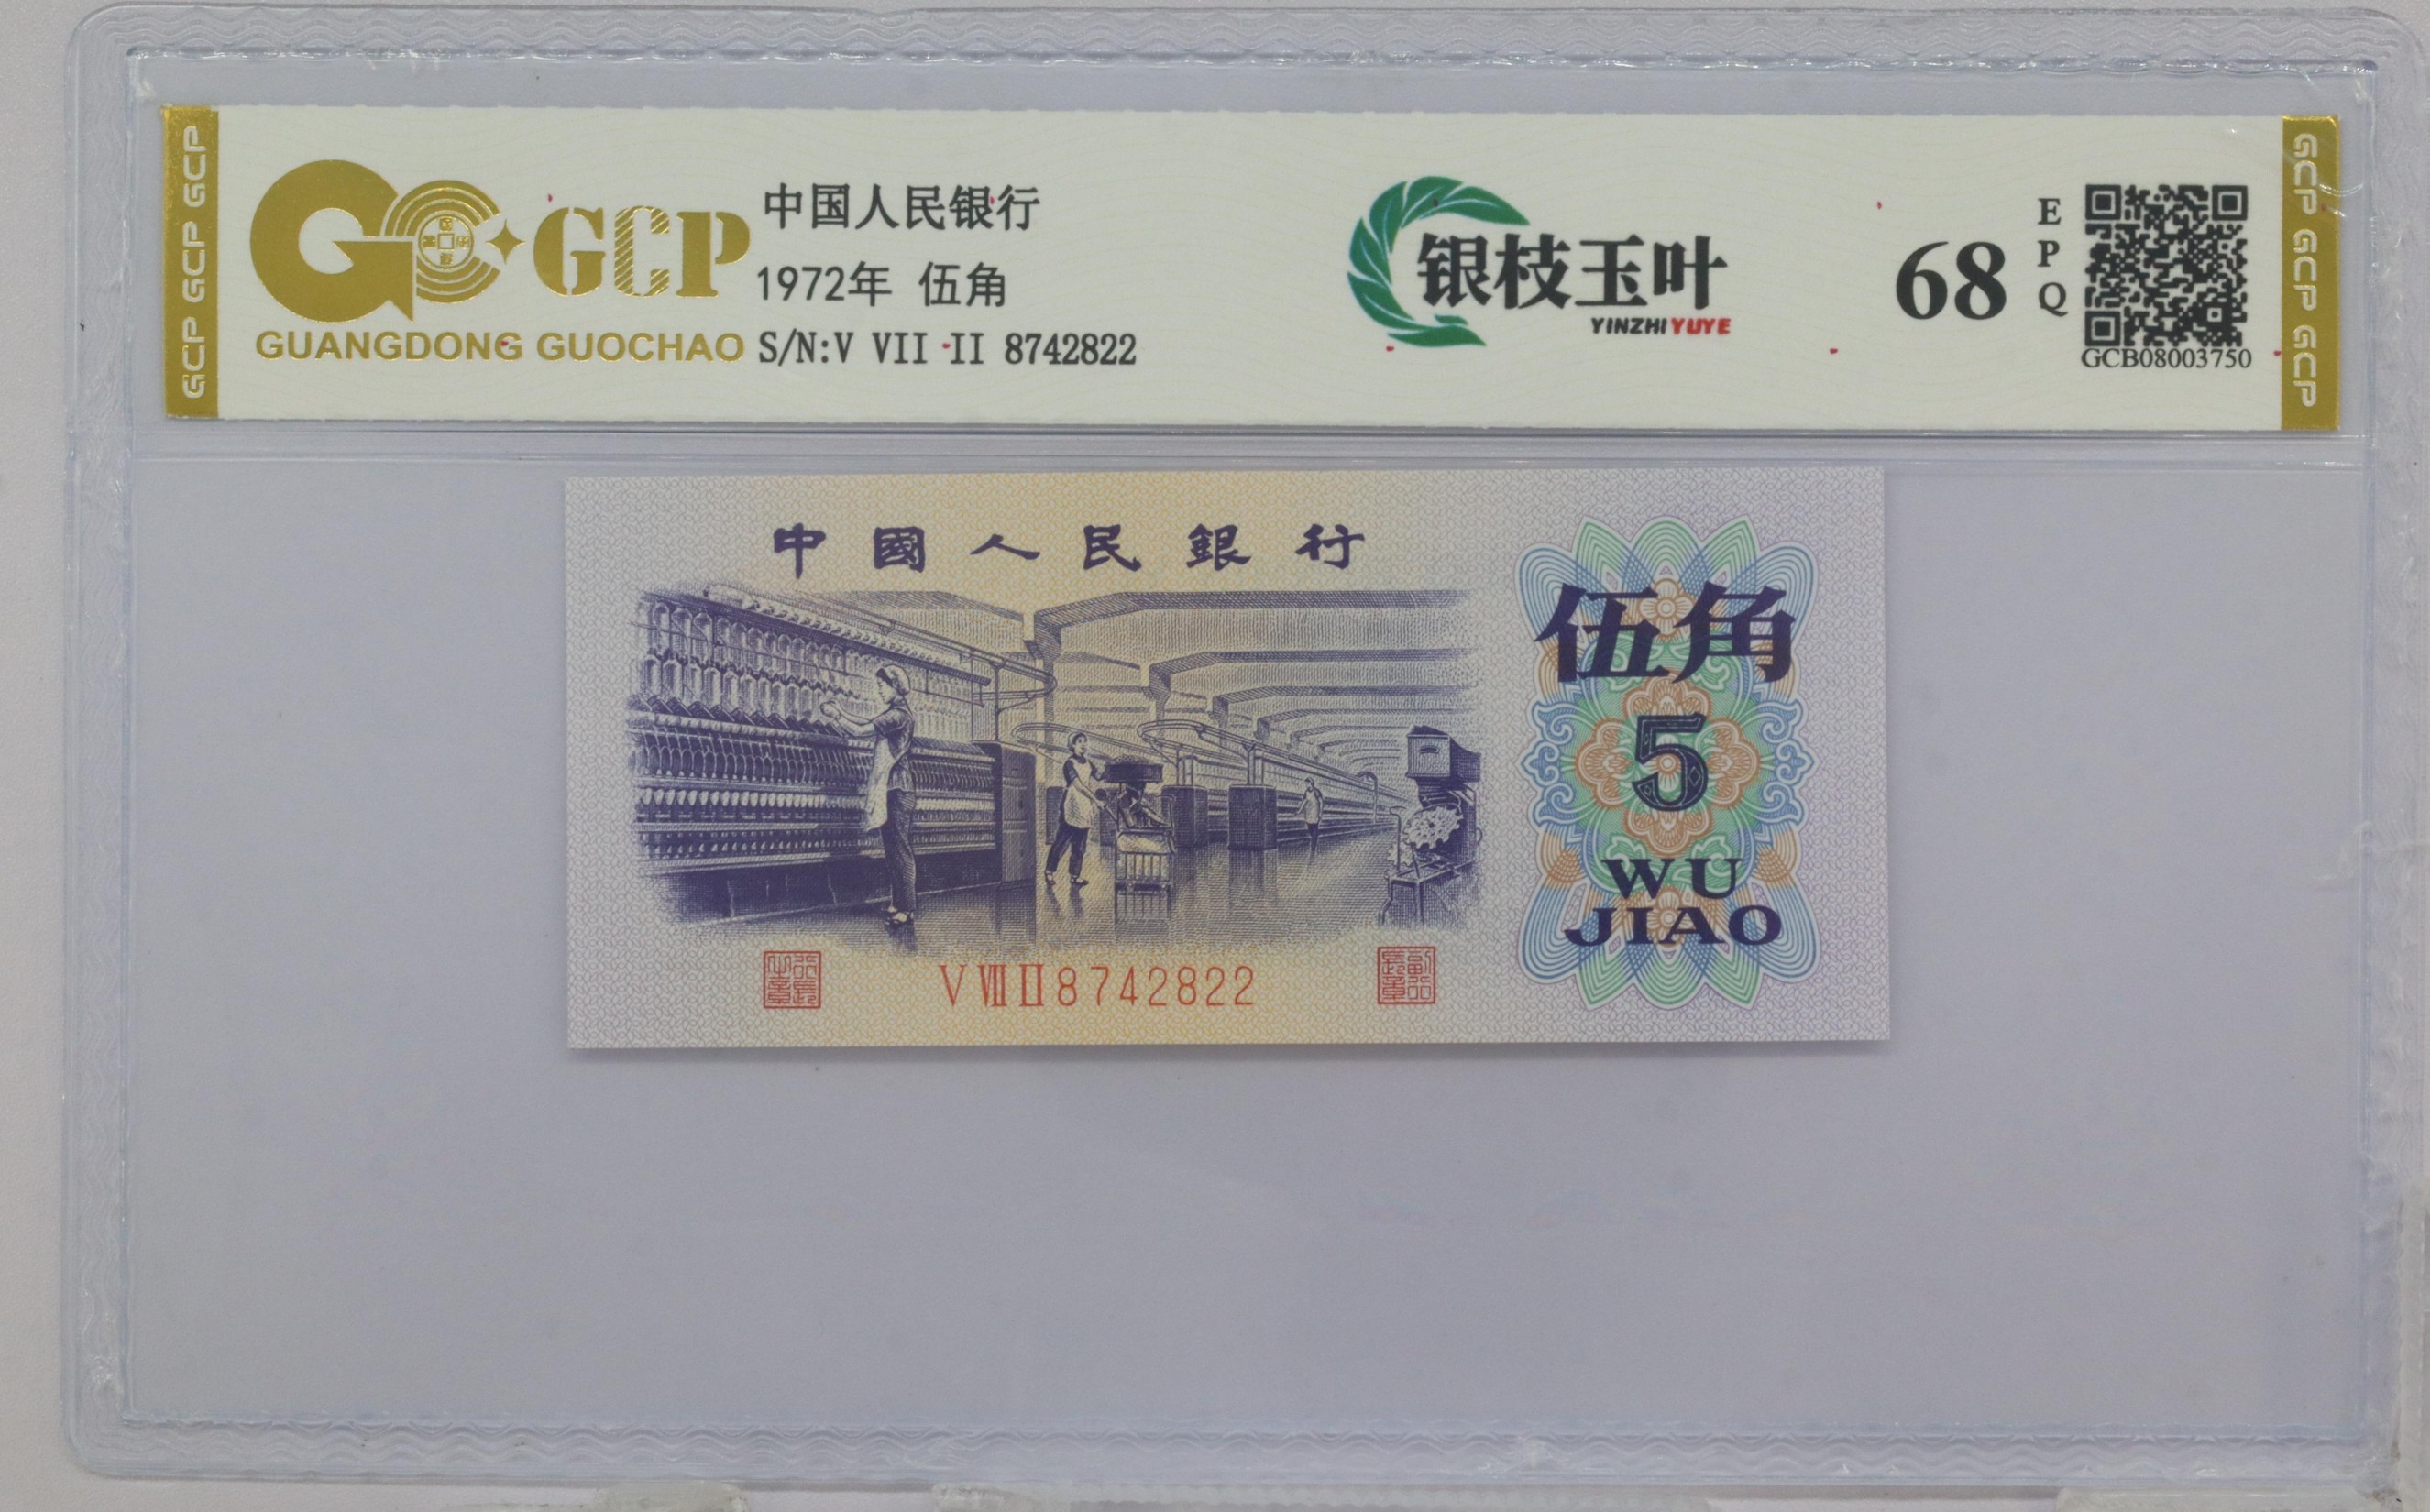 GCP GCP GCP
GCP
GUANGDONG GUOCHAO
中国人民银行
1972年 伍角
S/N:V VII II 8742822
银枝玉叶
YINZHIYUYE
68
EPQ
GCB08003750
GCP GCP GCP
中國人民銀行
伍角
5
WU
JIAO
V VII II 8742822